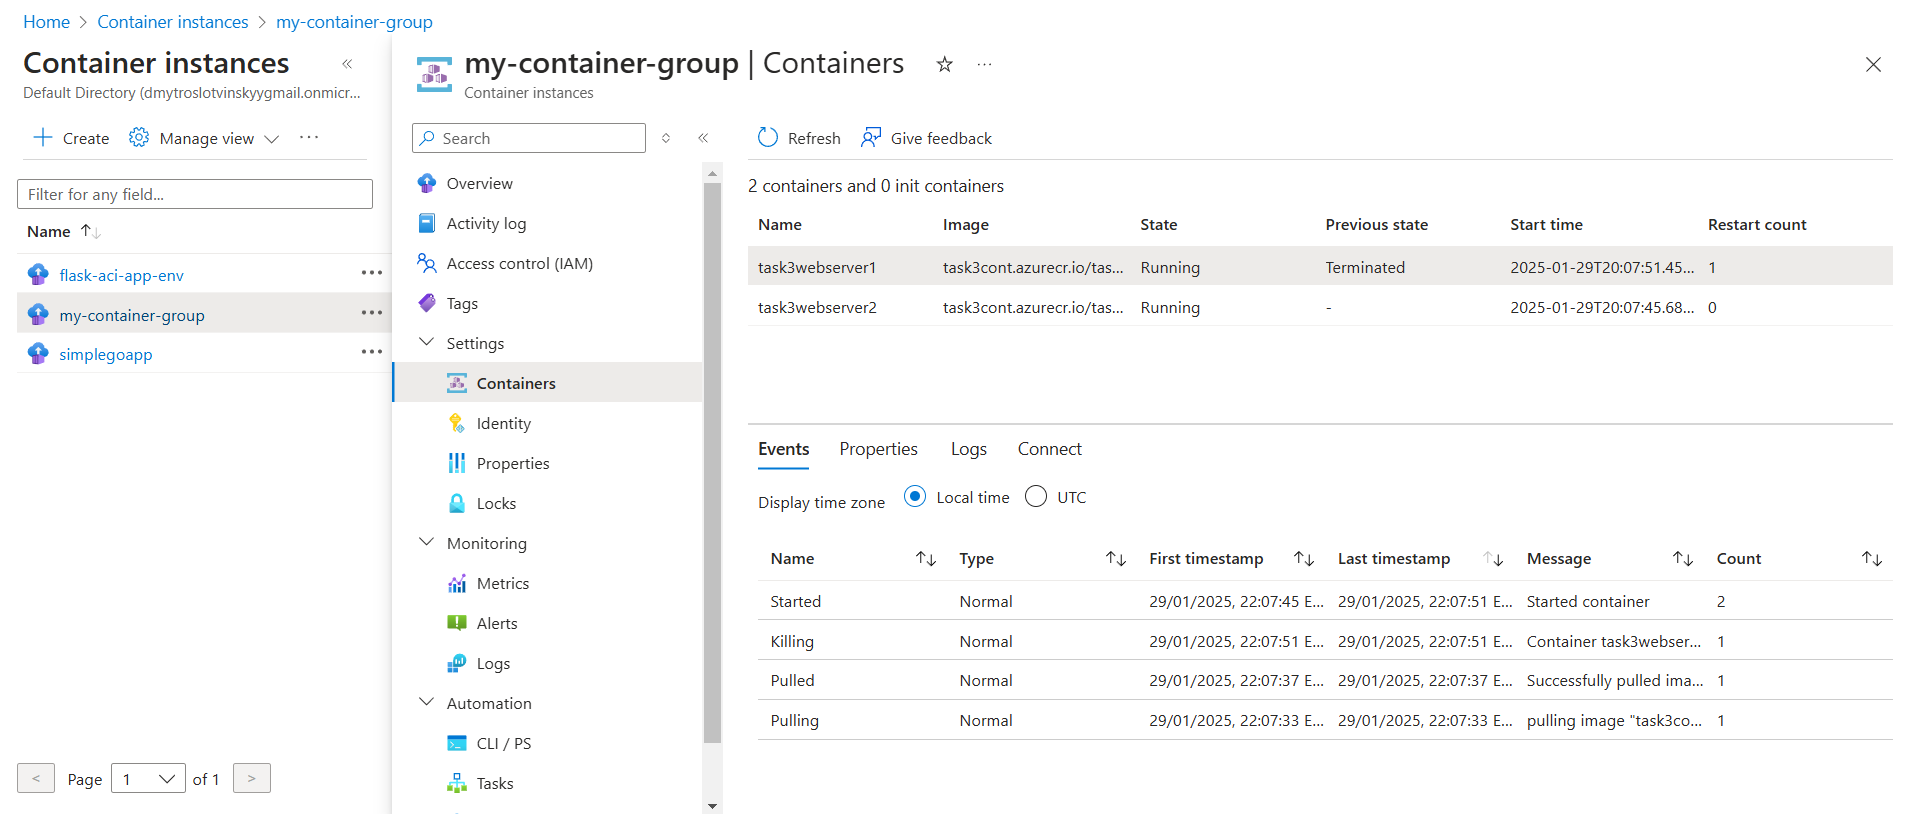 Home > Container instances > my-container-group
Container instances «
Default Directory (dmytroslotvinskyygmail.onmicr...
Create Manage view ...
Filter for any field...
Name
flask-aci-app-env ...
my-container-group ...
simplegoapp ...
< Page 1 of 1 >
my-container-group | Containers ...
Container instances
Search «
Overview
Activity log
Access control (IAM)
Tags
Settings
Containers
Identity
Properties
Locks
Monitoring
Metrics
Alerts
Logs
Automation
CLI / PS
Tasks
Refresh Give feedback
2 containers and 0 init containers
Name Image State Previous state Start time Restart count
task3webserver1 task3cont.azurecr.io/tas... Running Terminated 2025-01-29T20:07:51.45... 1
task3webserver2 task3cont.azurecr.io/tas... Running - 2025-01-29T20:07:45.68... 0
Events Properties Logs Connect
Display time zone Local time UTC
Name Type First timestamp Last timestamp Message Count
Started Normal 29/01/2025, 22:07:45 E... 29/01/2025, 22:07:51 E... Started container 2
Killing Normal 29/01/2025, 22:07:51 E... 29/01/2025, 22:07:51 E... Container task3webser... 1
Pulled Normal 29/01/2025, 22:07:37 E... 29/01/2025, 22:07:37 E... Successfully pulled ima... 1
Pulling Normal 29/01/2025, 22:07:33 E... 29/01/2025, 22:07:33 E... pulling image "task3co... 1